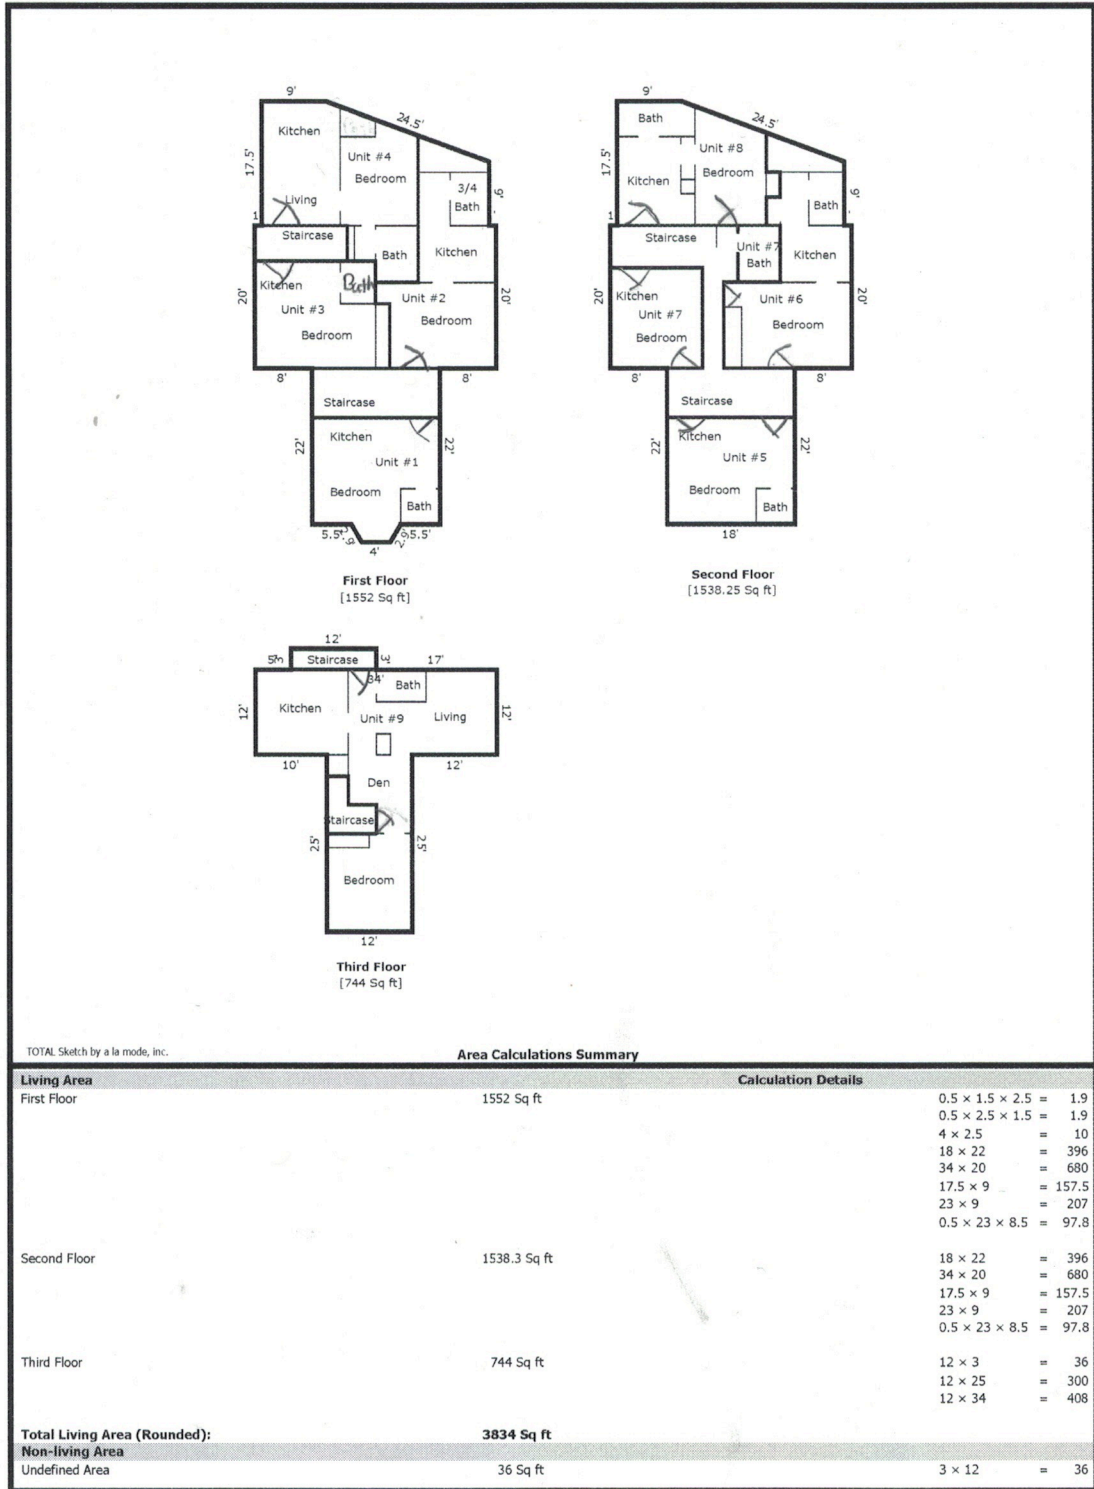 9'
24.5'
Kitchen
17.5'
Unit #4
Bedroom
3/4
Bath
9'
Living
1
Staircase
Bath
Kitchen
Kitchen
Bath
Unit #2
20'
Unit #3
Bedroom
20'
Bedroom
8'
8'
Staircase
Kitchen
22'
22'
Unit #1
Bedroom
Bath
5.5'
2.9'
4'
2.9'
5.5'
First Floor
[1552 Sq ft]
9'
24.5'
Bath
17.5'
Unit #8
Bedroom
Kitchen
9'
Bath
1
Staircase
Unit #7
Bath
Kitchen
Kitchen
Unit #6
20'
Unit #7
Bedroom
20'
Bedroom
8'
8'
Staircase
Kitchen
22'
22'
Unit #5
Bedroom
Bath
18'
Second Floor
[1538.25 Sq ft]
12'
Staircase
3'
17'
34'
Bath
12'
Kitchen
Unit #9
Living
12'
10'
12'
Den
Staircase
25'
25'
Bedroom
12'
Third Floor
[744 Sq ft]
TOTAL Sketch by a la mode, inc.
Area Calculations Summary
Living Area Calculation Details
First Floor 1552 Sq ft 0.5 × 1.5 × 2.5 = 1.9
0.5 × 2.5 × 1.5 = 1.9
4 × 2.5 = 10
18 × 22 = 396
34 × 20 = 680
17.5 × 9 = 157.5
23 × 9 = 207
0.5 × 23 × 8.5 = 97.8
Second Floor 1538.3 Sq ft 18 × 22 = 396
34 × 20 = 680
17.5 × 9 = 157.5
23 × 9 = 207
0.5 × 23 × 8.5 = 97.8
Third Floor 744 Sq ft 12 × 3 = 36
12 × 25 = 300
12 × 34 = 408
Total Living Area (Rounded): 3834 Sq ft
Non-living Area
Undefined Area 36 Sq ft 3 × 12 = 36